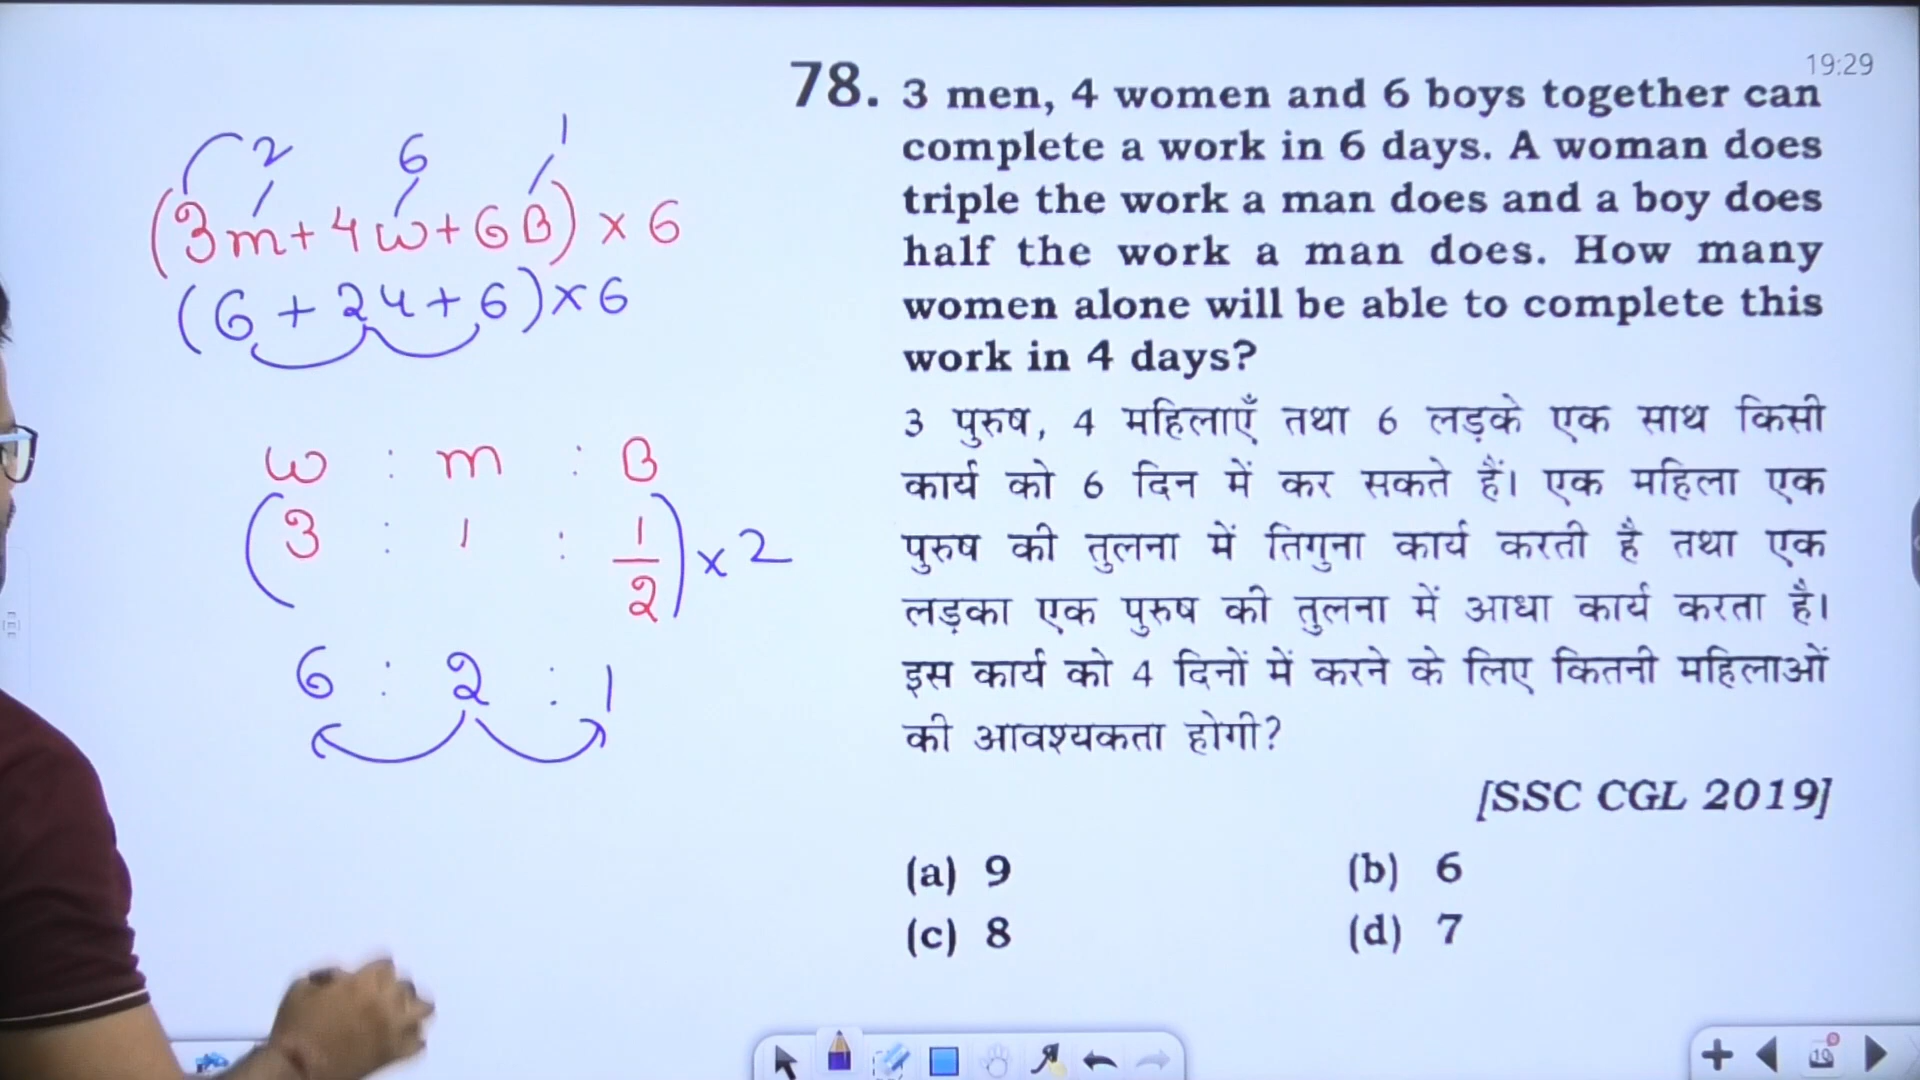 19:29
78. 3 men, 4 women and 6 boys together can
complete a work in 6 days. A woman does
triple the work a man does and a boy does
half the work a man does. How many
women alone will be able to complete this
work in 4 days?
3 पुरुष, 4 महिलाएँ तथा 6 लड़के एक साथ किसी
कार्य को 6 दिन में कर सकते हैं। एक महिला एक
पुरुष की तुलना में तिगुना कार्य करती है तथा एक
लड़का एक पुरुष की तुलना में आधा कार्य करता है।
इस कार्य को 4 दिनों में करने के लिए कितनी महिलाओं
की आवश्यकता होगी?
[SSC CGL 2019]
(a) 9 (b) 6
(c) 8 (d) 7
2 6 1
(3m+4w+6B) × 6
(6+24+6)×6
w : m : B
(3 : 1 : 1/2) × 2
6 : 2 : 1
19